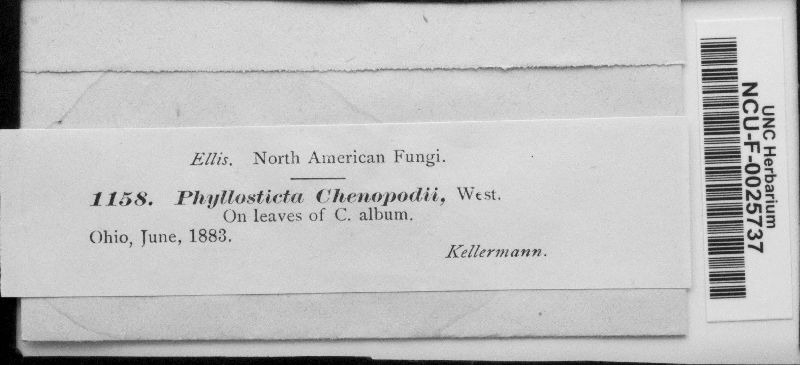 Ellis. North American Fungi.
1158. Phyllosticta Chenopodii, West.
On leaves of C. album.
Ohio, June, 1883.
Kellermann.
UNC Herbarium
NCU-F-0025737